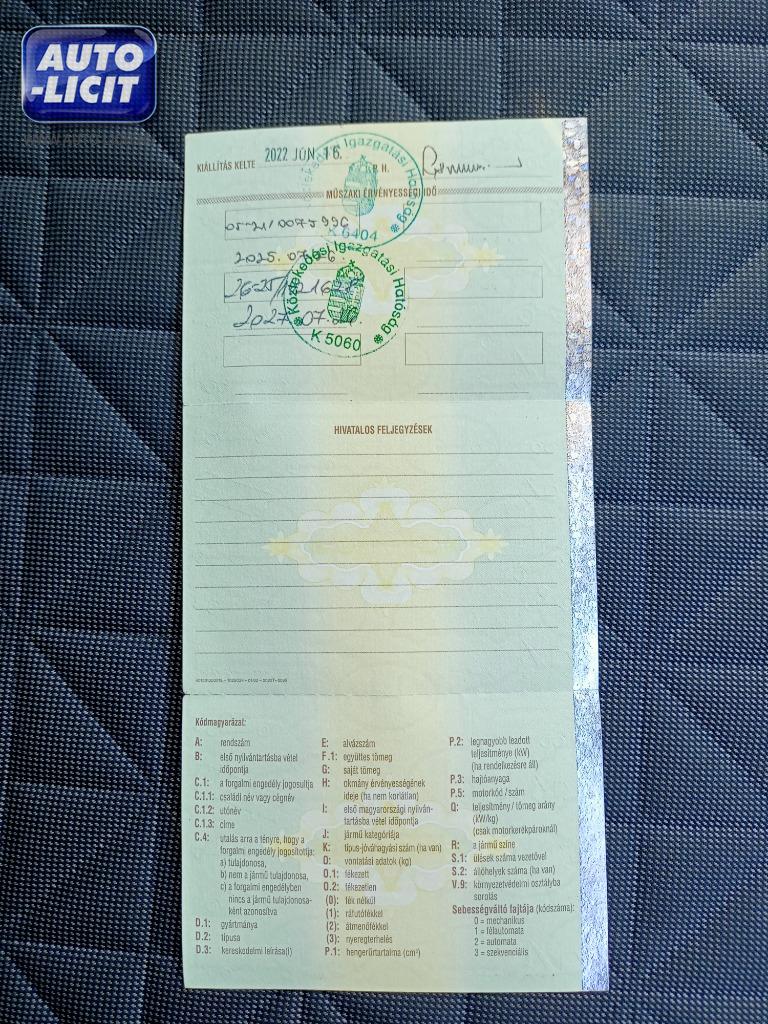 AUTO
-LICIT
KIÁLLÍTÁS KELTE 2022 JÚN 16. P. H.
Közlekedési Igazgatási Hatóság
K 6404
MŰSZAKI ÉRVÉNYESSÉGI IDŐ
2025. 07.
Közlekedési Igazgatási Hatóság
K 5060
2027. 07.
HIVATALOS FELJEGYZÉSEK
Kódmagyarázat:
A: rendszám
B: első nyilvántartásba vétel
időpontja
C.1: a forgalmi engedély jogosultja
C.1.1: családi név vagy cégnév
C.1.2: utónév
C.1.3: címe
C.4: utalás arra a tényre, hogy a
forgalmi engedély jogosítottja:
a) tulajdonosa,
b) nem a jármű tulajdonosa,
c) a forgalmi engedélyben
nincs a jármű tulajdonosa-
ként azonosítva
D.1: gyártmánya
D.2: típusa
D.3: kereskedelmi leírása(i)
E: alvázszám
F.1: együttes tömeg
G: saját tömeg
H: okmány érvényességének
ideje (ha nem korlátlan)
I: első magyarországi nyilván-
tartásba vétel időpontja
J: jármű kategóriája
K: típus-jóváhagyási szám (ha van)
O: vontatási adatok (kg)
O.1: fékezett
O.2: fékezetlen
(0): fék nélkül
(1): ráfutófékkel
(2): átmenőfékkel
(3): nyeregterhelés
P.1: hengerűrtartalma (cm³)
P.2: legnagyobb leadott
teljesítménye (kW)
(ha rendelkezésre áll)
P.3: hajtóanyaga
P.5: motorkód / szám
Q: teljesítmény / tömeg arány
(kW/kg)
(csak motorkerékpároknál)
R: a jármű színe
S.1: ülések száma vezetővel
S.2: állóhelyek száma (ha van)
V.9: környezetvédelmi osztályba
sorolás
Sebességváltó fajtája (kódszáma):
0 = mechanikus
1 = félautomata
2 = automata
3 = szekvenciális